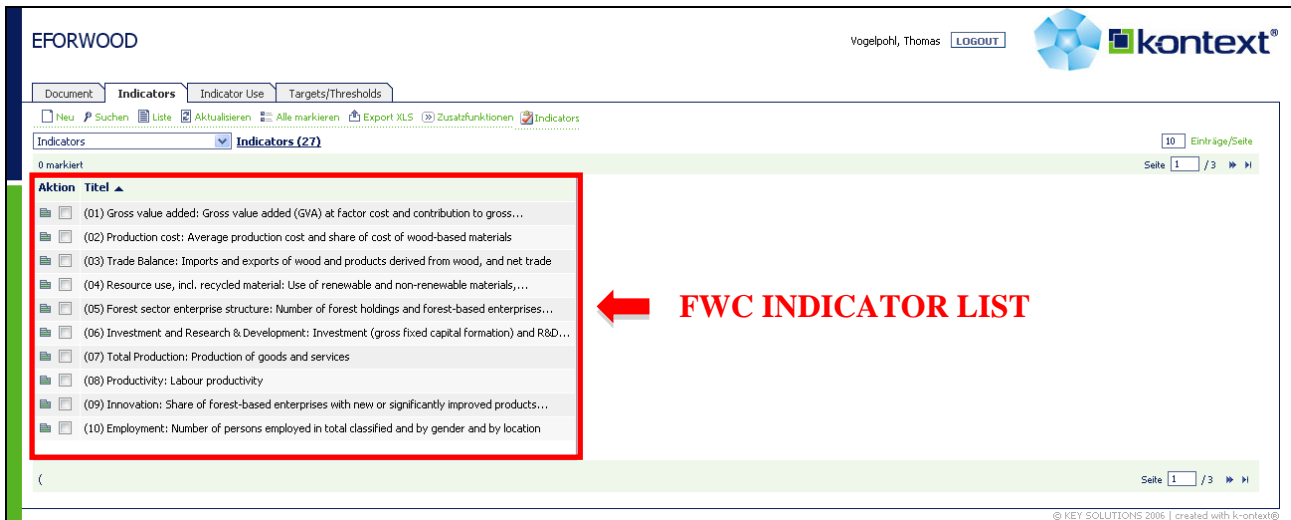 EFORWOOD
Vogelpohl, Thomas LOGOUT
kontext®
Document Indicators Indicator Use Targets/Thresholds
Neu Suchen Liste Aktualisieren Alle markieren Export XLS Zusatzfunktionen Indicators
Indicators Indicators (27) 10 Einträge/Seite
0 markiert Seite 1 /3
Aktion Titel
(01) Gross value added: Gross value added (GVA) at factor cost and contribution to gross...
(02) Production cost: Average production cost and share of cost of wood-based materials
(03) Trade Balance: Imports and exports of wood and products derived from wood, and net trade
(04) Resource use, incl. recycled material: Use of renewable and non-renewable materials,...
(05) Forest sector enterprise structure: Number of forest holdings and forest-based enterprises...
FWC INDICATOR LIST
(06) Investment and Research & Development: Investment (gross fixed capital formation) and R&D...
(07) Total Production: Production of goods and services
(08) Productivity: Labour productivity
(09) Innovation: Share of forest-based enterprises with new or significantly improved products...
(10) Employment: Number of persons employed in total classified and by gender and by location
( Seite 1 /3
© KEY SOLUTIONS 2006 | created with k-ontext®